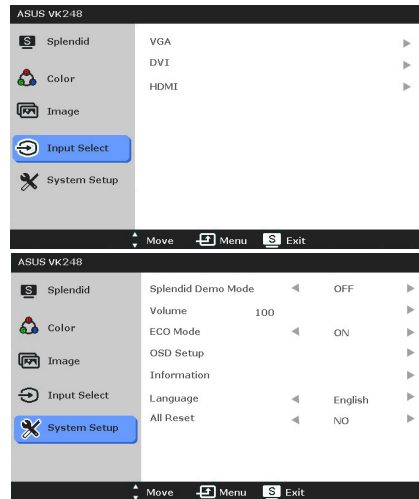 ASUS VK248
S Splendid
VGA
DVI
Color
HDMI
Image
Input Select
System Setup
Move Menu S Exit
ASUS VK248
S Splendid
Splendid Demo Mode OFF
Volume 100
Color
ECO Mode ON
OSD Setup
Image
Information
Input Select
Language English
All Reset NO
System Setup
Move Menu S Exit